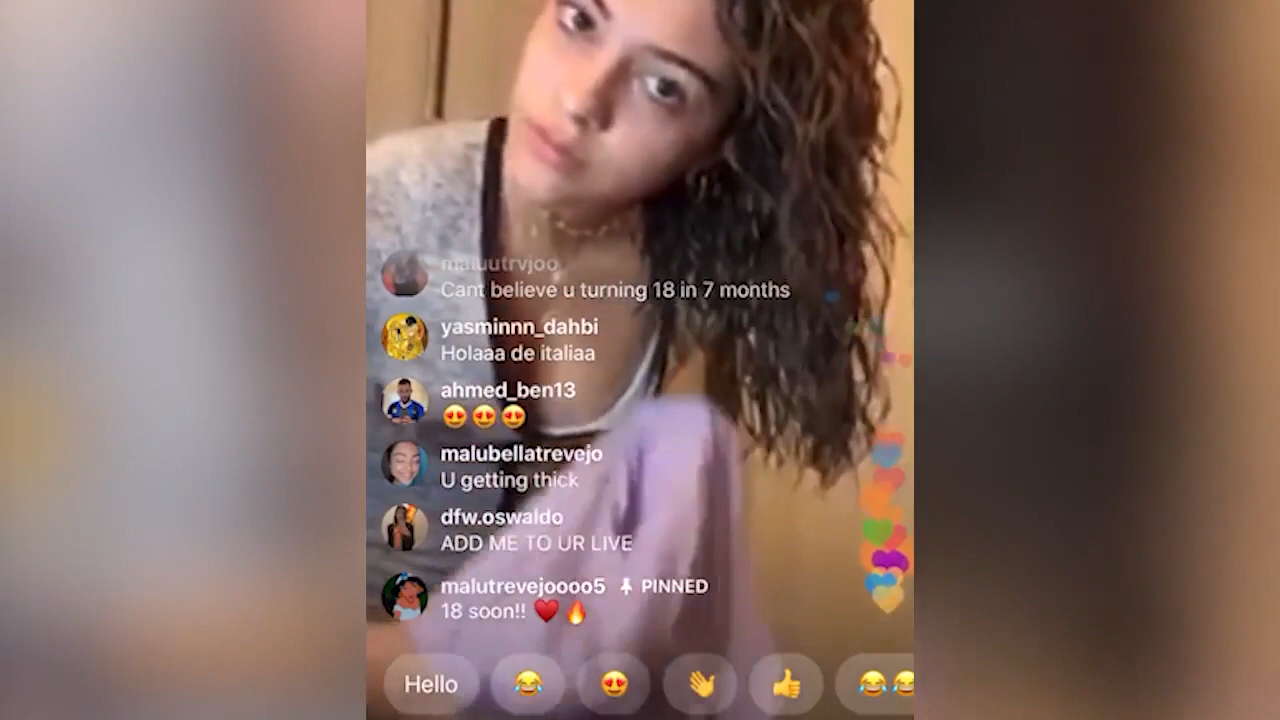 maluutrvjoo
Cant believe u turning 18 in 7 months
yasminnn_dahbi
Holaaa de italiaa
ahmed_ben13
😍😍😍
malubellatrevejo
U getting thick
dfw.oswaldo
ADD ME TO UR LIVE
malutrevejoooo5 📌 PINNED
18 soon!! ♥️🔥
Hello 😂 😍 👋 👍 😂😂